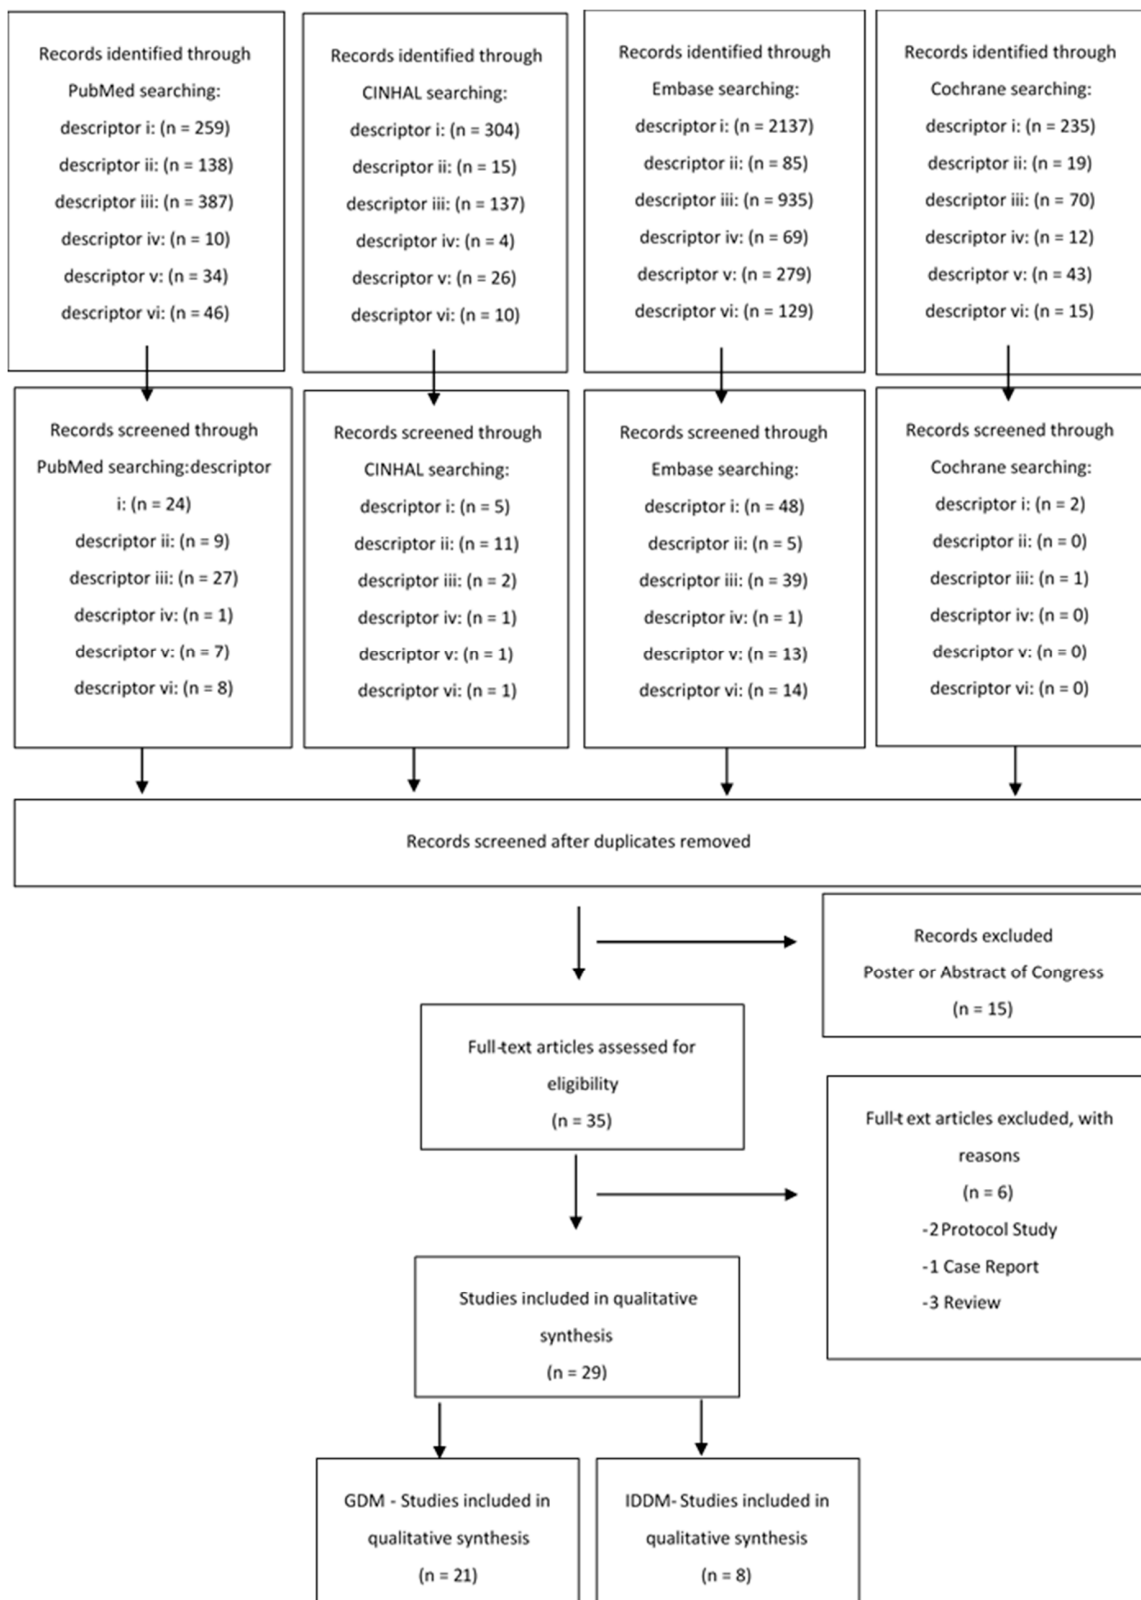 Records identified through
PubMed searching:
descriptor i: (n = 259)
descriptor ii: (n = 138)
descriptor iii: (n = 387)
descriptor iv: (n = 10)
descriptor v: (n = 34)
descriptor vi: (n = 46)
Records identified through
CINHAL searching:
descriptor i: (n = 304)
descriptor ii: (n = 15)
descriptor iii: (n = 137)
descriptor iv: (n = 4)
descriptor v: (n = 26)
descriptor vi: (n = 10)
Records identified through
Embase searching:
descriptor i: (n = 2137)
descriptor ii: (n = 85)
descriptor iii: (n = 935)
descriptor iv: (n = 69)
descriptor v: (n = 279)
descriptor vi: (n = 129)
Records identified through
Cochrane searching:
descriptor i: (n = 235)
descriptor ii: (n = 19)
descriptor iii: (n = 70)
descriptor iv: (n = 12)
descriptor v: (n = 43)
descriptor vi: (n = 15)
Records screened through
PubMed searching:descriptor
i: (n = 24)
descriptor ii: (n = 9)
descriptor iii: (n = 27)
descriptor iv: (n = 1)
descriptor v: (n = 7)
descriptor vi: (n = 8)
Records screened through
CINHAL searching:
descriptor i: (n = 5)
descriptor ii: (n = 11)
descriptor iii: (n = 2)
descriptor iv: (n = 1)
descriptor v: (n = 1)
descriptor vi: (n = 1)
Records screened through
Embase searching:
descriptor i: (n = 48)
descriptor ii: (n = 5)
descriptor iii: (n = 39)
descriptor iv: (n = 1)
descriptor v: (n = 13)
descriptor vi: (n = 14)
Records screened through
Cochrane searching:
descriptor i: (n = 2)
descriptor ii: (n = 0)
descriptor iii: (n = 1)
descriptor iv: (n = 0)
descriptor v: (n = 0)
descriptor vi: (n = 0)
Records screened after duplicates removed
Records excluded
Poster or Abstract of Congress
(n = 15)
Full-text articles assessed for
eligibility
(n = 35)
Full-text articles excluded, with
reasons
(n = 6)
-2 Protocol Study
-1 Case Report
-3 Review
Studies included in qualitative
synthesis
(n = 29)
GDM - Studies included in
qualitative synthesis
(n = 21)
IDDM- Studies included in
qualitative synthesis
(n = 8)